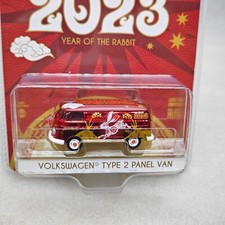 2023
YEAR OF THE RABBIT
VOLKSWAGEN® TYPE 2 PANEL VAN